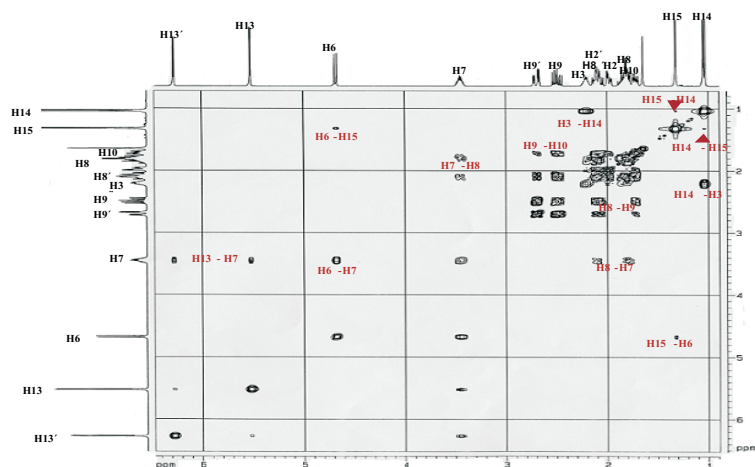 H13´ H13 H6 H7 H9´ H9 H3 H8´ H2´ H2 H8 H10 H15 H14
H14
H15
H10
H8
H8´
H3
H9
H9´
H7
H6
H13
H13´
H15 -H14
H3 -H14
H6 -H15
H9 -H10
H14 -H15
H7 -H8
H14 -H3
H8 -H9
H13 -H7
H6 -H7
H8 -H7
H15 -H6
1
2
3
4
5
6
ppm
ppm 6 5 4 3 2 1